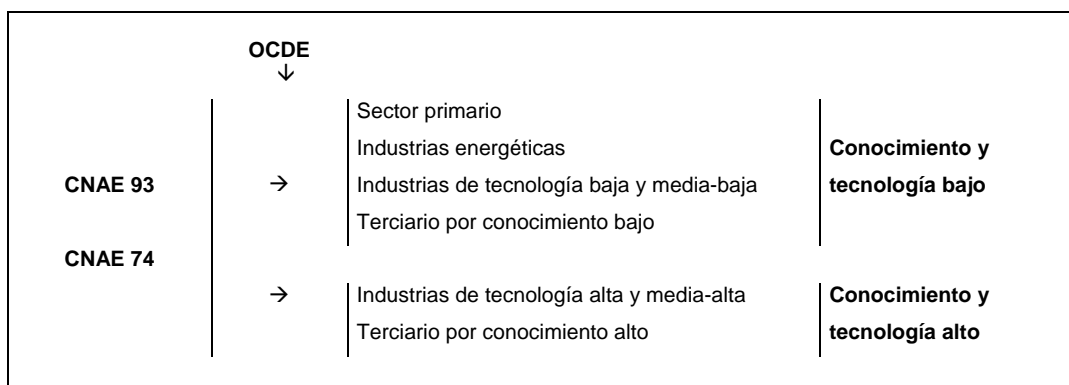 OCDE
↓
Sector primario
Industrias energéticas
Conocimiento y
CNAE 93
→
Industrias de tecnología baja y media-baja
tecnología bajo
Terciario por conocimiento bajo
CNAE 74
→
Industrias de tecnología alta y media-alta
Conocimiento y
Terciario por conocimiento alto
tecnología alto